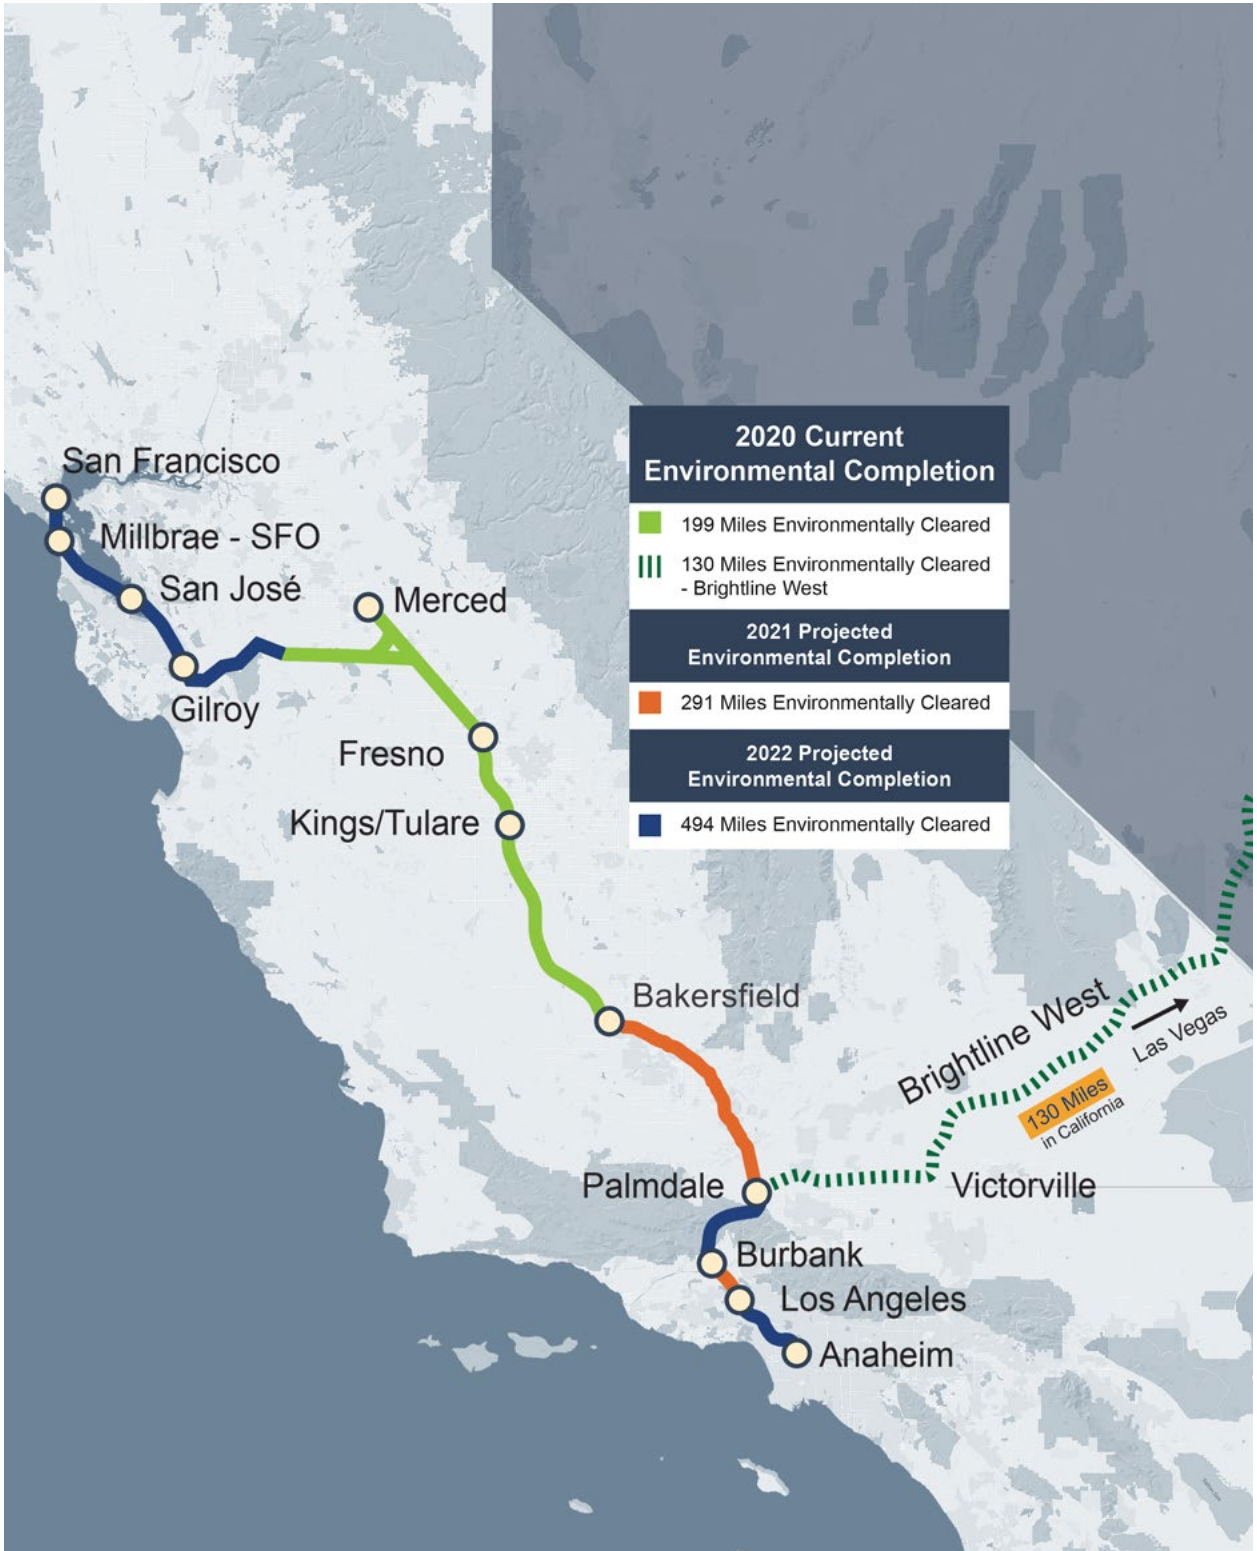 San Francisco
Millbrae - SFO
San José
Merced
Gilroy
Fresno
Kings/Tulare
Bakersfield
Palmdale
Burbank
Los Angeles
Anaheim
Victorville
Brightline West
Las Vegas
130 Miles
in California
2020 Current
Environmental Completion
199 Miles Environmentally Cleared
130 Miles Environmentally Cleared
- Brightline West
2021 Projected
Environmental Completion
291 Miles Environmentally Cleared
2022 Projected
Environmental Completion
494 Miles Environmentally Cleared